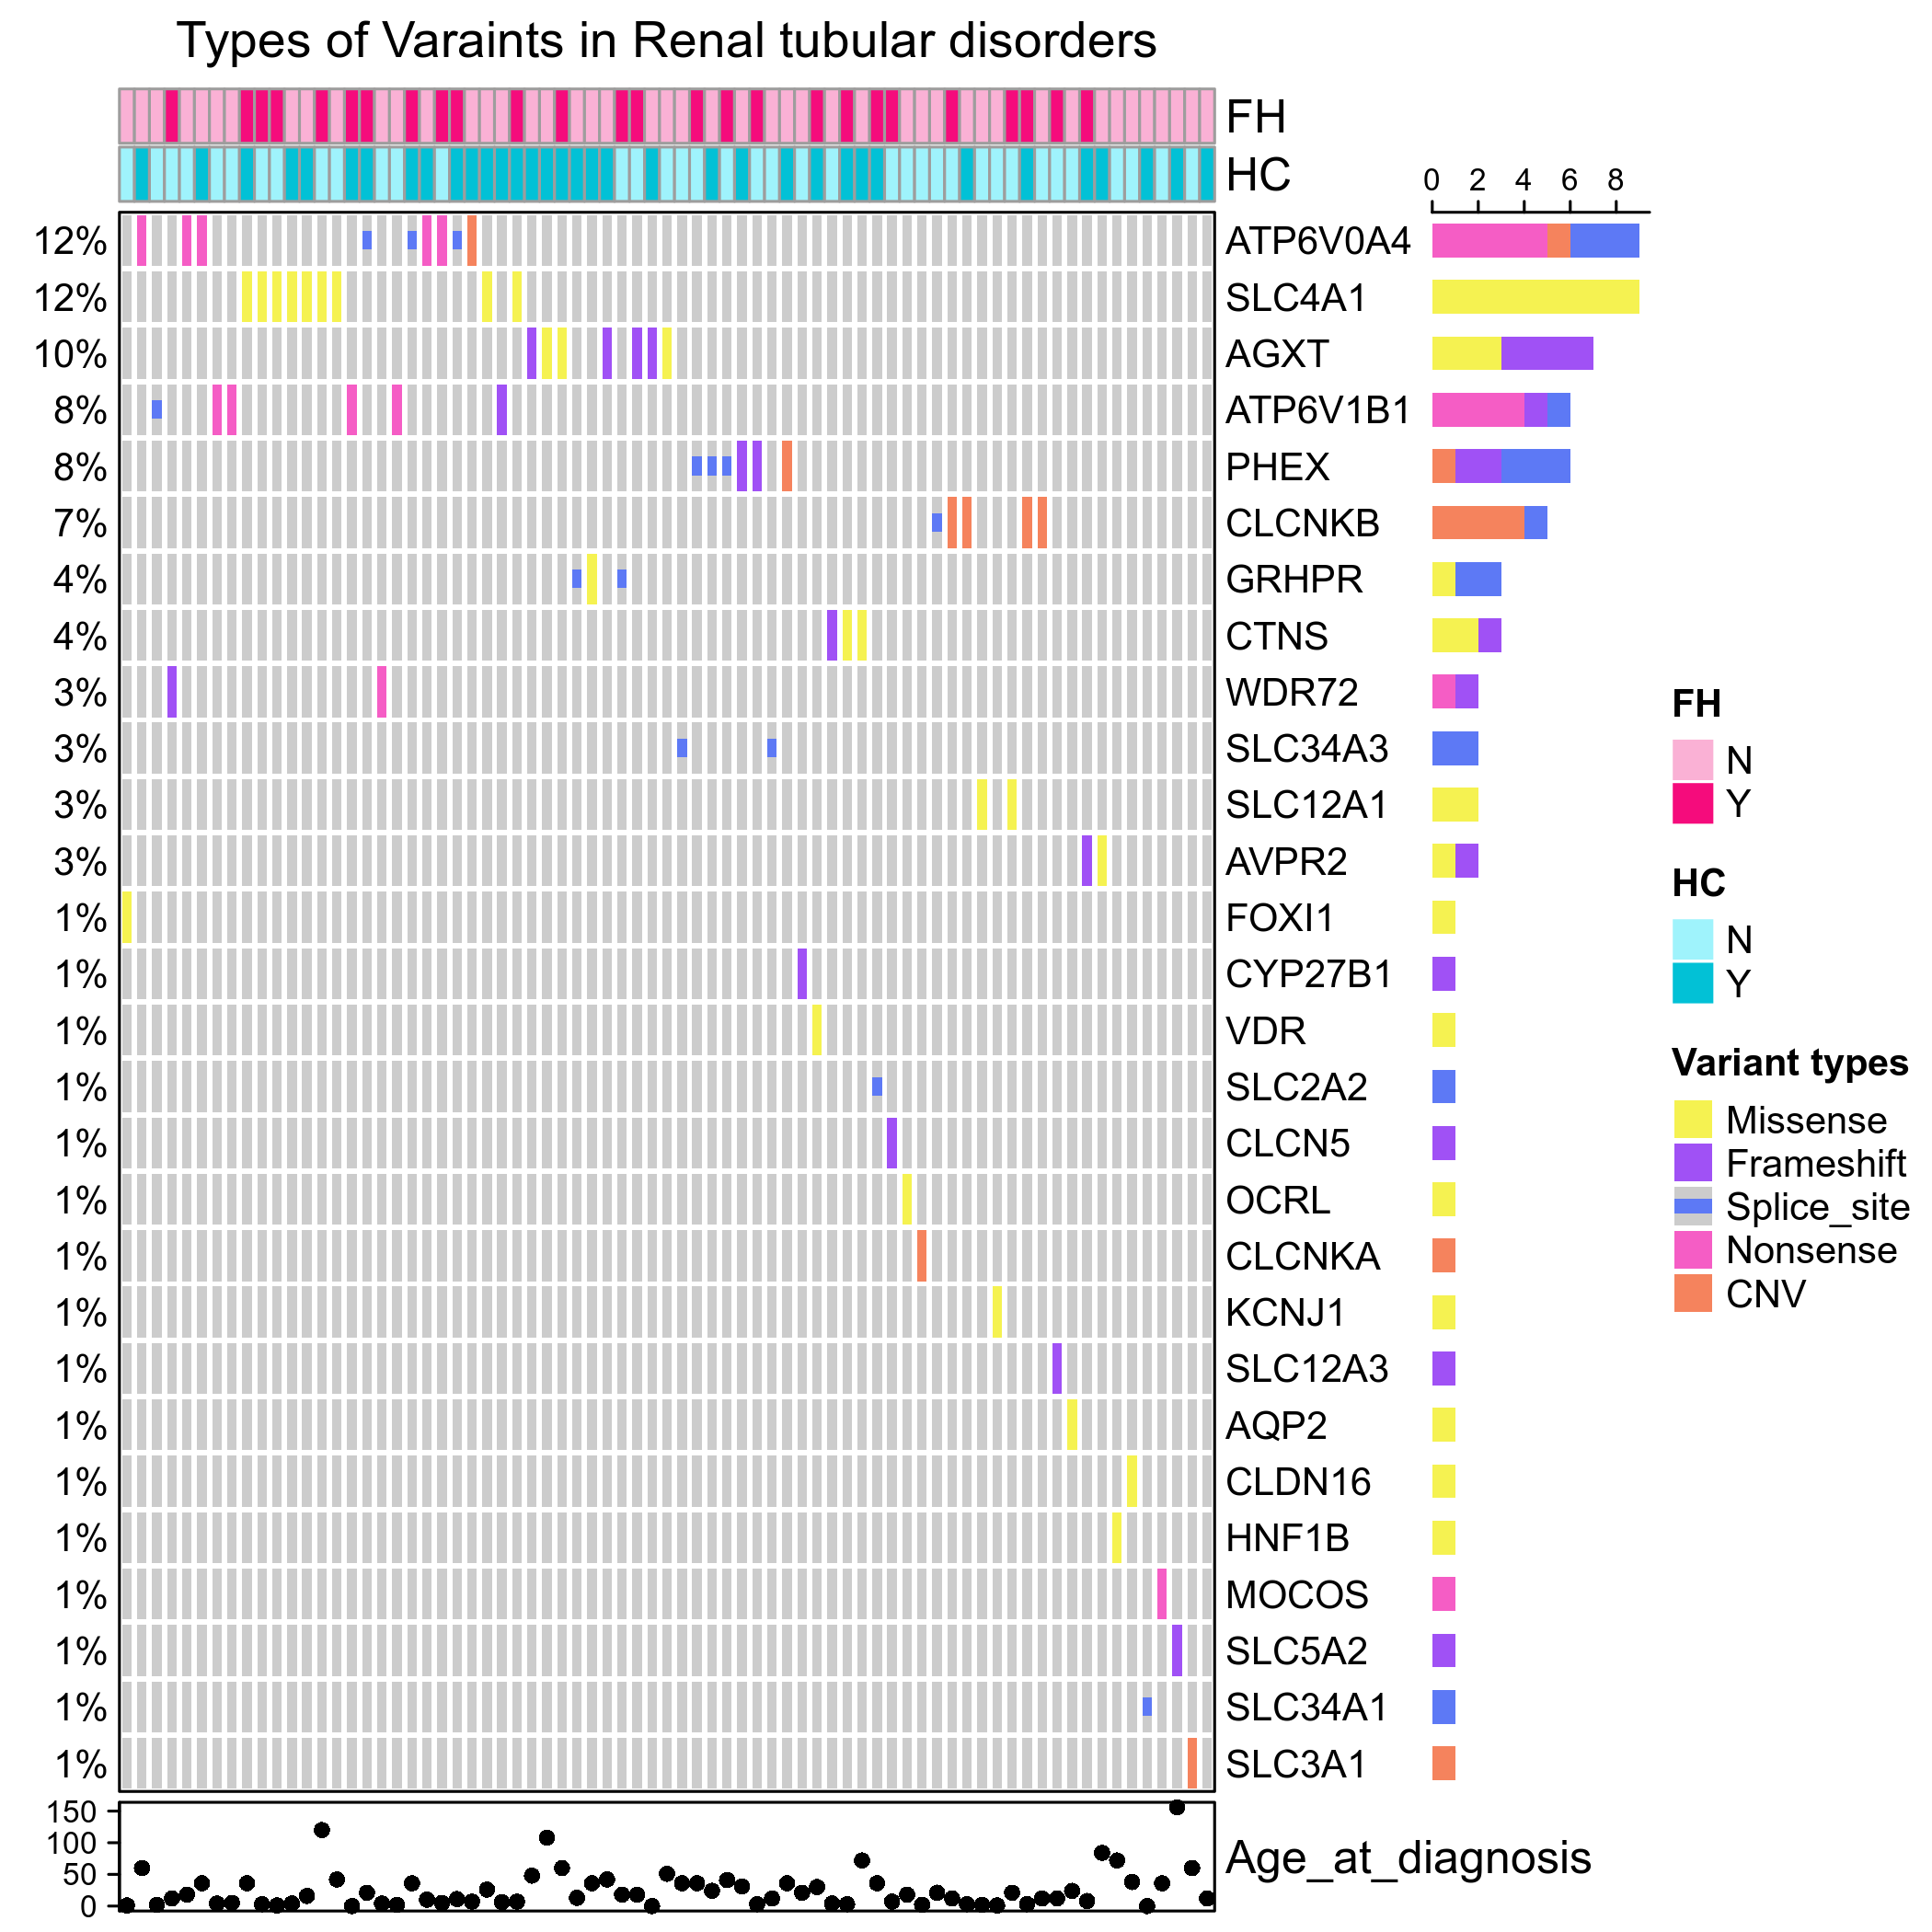 Types of Varaints in Renal tubular disorders
FH
HC
0 2 4 6 8
12% ATP6V0A4
12% SLC4A1
10% AGXT
8% ATP6V1B1
8% PHEX
7% CLCNKB
4% GRHPR
4% CTNS
3% WDR72
3% SLC34A3
3% SLC12A1
3% AVPR2
1% FOXI1
1% CYP27B1
1% VDR
1% SLC2A2
1% CLCN5
1% OCRL
1% CLCNKA
1% KCNJ1
1% SLC12A3
1% AQP2
1% CLDN16
1% HNF1B
1% MOCOS
1% SLC5A2
1% SLC34A1
1% SLC3A1
150
100
50
0
Age_at_diagnosis
FH
N
Y
HC
N
Y
Variant types
Missense
Frameshift
Splice_site
Nonsense
CNV